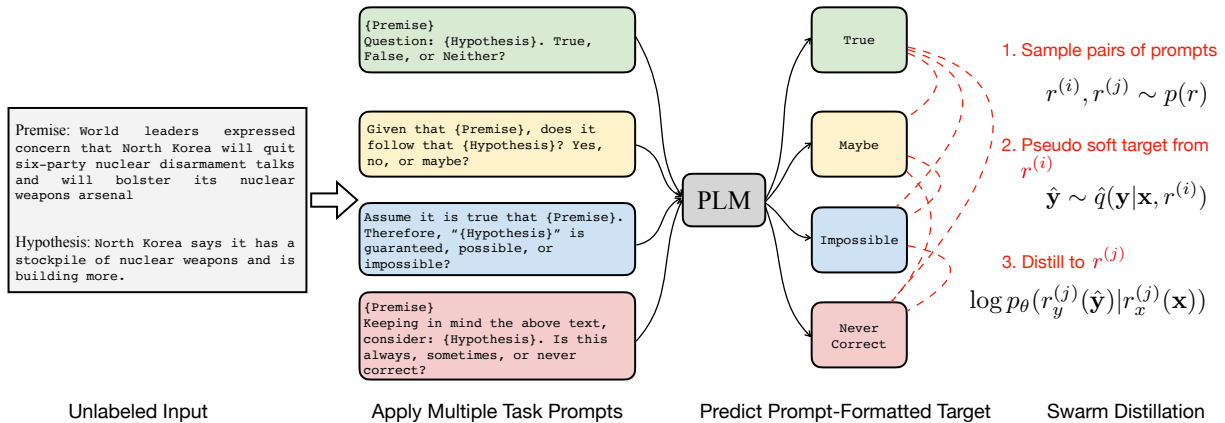 Premise: World leaders expressed
concern that North Korea will quit
six-party nuclear disarmament talks
and will bolster its nuclear
weapons arsenal
Hypothesis: North Korea says it has a
stockpile of nuclear weapons and is
building more.
Unlabeled Input
{Premise}
Question: {Hypothesis}. True,
False, or Neither?
Given that {Premise}, does it
follow that {Hypothesis}? Yes,
no, or maybe?
Assume it is true that {Premise}.
Therefore, “{Hypothesis}” is
guaranteed, possible, or
impossible?
{Premise}
Keeping in mind the above text,
consider: {Hypothesis}. Is this
always, sometimes, or never
correct?
Apply Multiple Task Prompts
PLM
True
Maybe
Impossible
Never
Correct
Predict Prompt-Formatted Target
1. Sample pairs of prompts
r^{(i)}, r^{(j)} ∼ p(r)
2. Pseudo soft target from
r^{(i)}
ŷ ∼ q̂(y|x, r^{(i)})
3. Distill to r^{(j)}
log p_θ(r_y^{(j)}(ŷ)|r_x^{(j)}(x))
Swarm Distillation